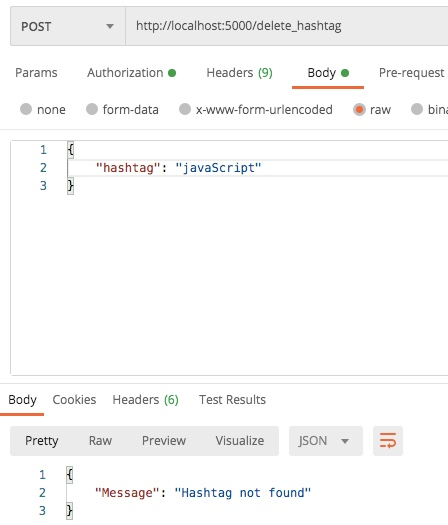 POST http://localhost:5000/delete_hashtag
Params Authorization Headers (9) Body Pre-request
none form-data x-www-form-urlencoded raw bina
1 {
2 "hashtag": "javaScript"
3 }
Body Cookies Headers (6) Test Results
Pretty Raw Preview Visualize JSON
1 {
2 "Message": "Hashtag not found"
3 }